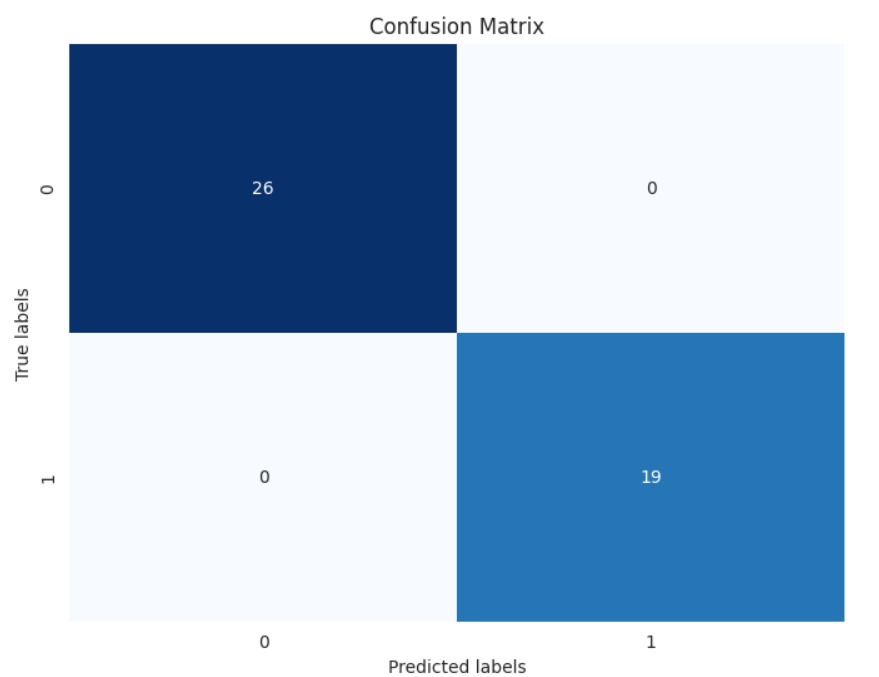 Confusion Matrix
0
26
0
True labels
1
0
19
0
1
Predicted labels